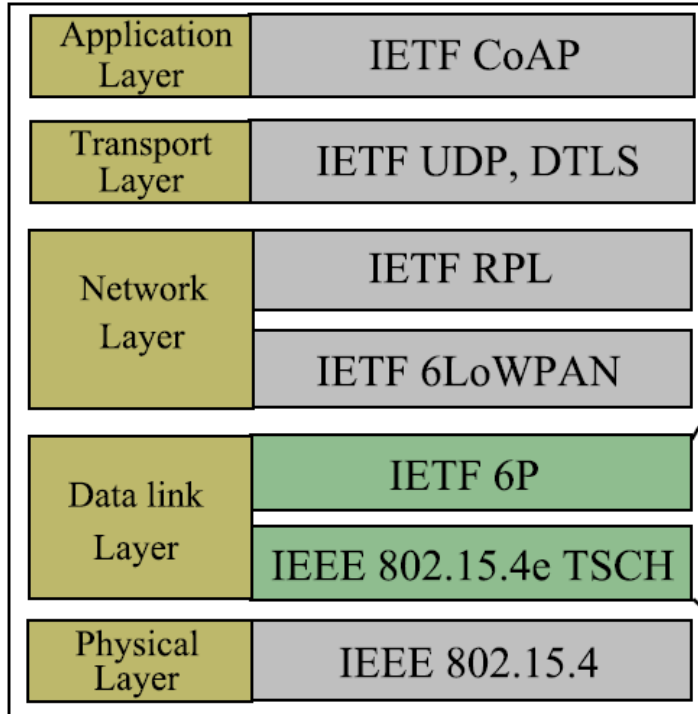 Application
Layer
IETF CoAP
Transport
Layer
IETF UDP, DTLS
Network
Layer
IETF RPL
IETF 6LoWPAN
Data link
Layer
IETF 6P
IEEE 802.15.4e TSCH
Physical
Layer
IEEE 802.15.4